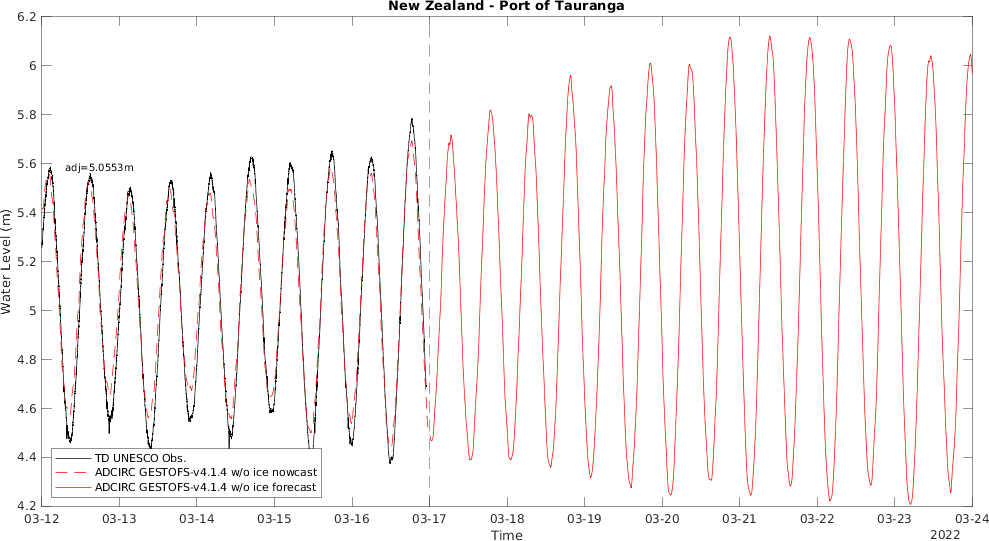 New Zealand - Port of Tauranga
6.2
6
5.8
5.6
5.4
5.2
5
4.8
4.6
4.4
4.2
Water Level (m)
adj=5.0553m
TD UNESCO Obs.
ADCIRC GESTOFS-v4.1.4 w/o ice nowcast
ADCIRC GESTOFS-v4.1.4 w/o ice forecast
03-12 03-13 03-14 03-15 03-16 03-17 03-18 03-19 03-20 03-21 03-22 03-23 03-24
Time
2022